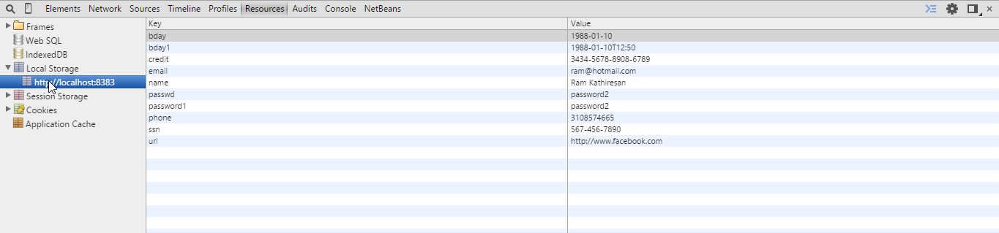 Elements Network Sources Timeline Profiles Resources Audits Console NetBeans
Frames
Web SQL
IndexedDB
Local Storage
http://localhost:8383
Session Storage
Cookies
Application Cache
Key Value
bday 1988-01-10
bday1 1988-01-10T12:50
credit 3434-5678-8908-6789
email ram@hotmail.com
name Ram Kathiresan
passwd password2
password1 password2
phone 3108574665
ssn 567-456-7890
url http://www.facebook.com